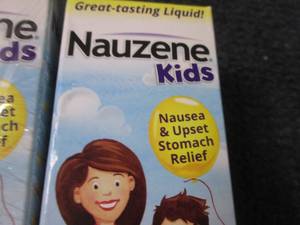 Great-tasting Liquid!
Nauzene
Kids
Nausea
& Upset
Stomach
Relief